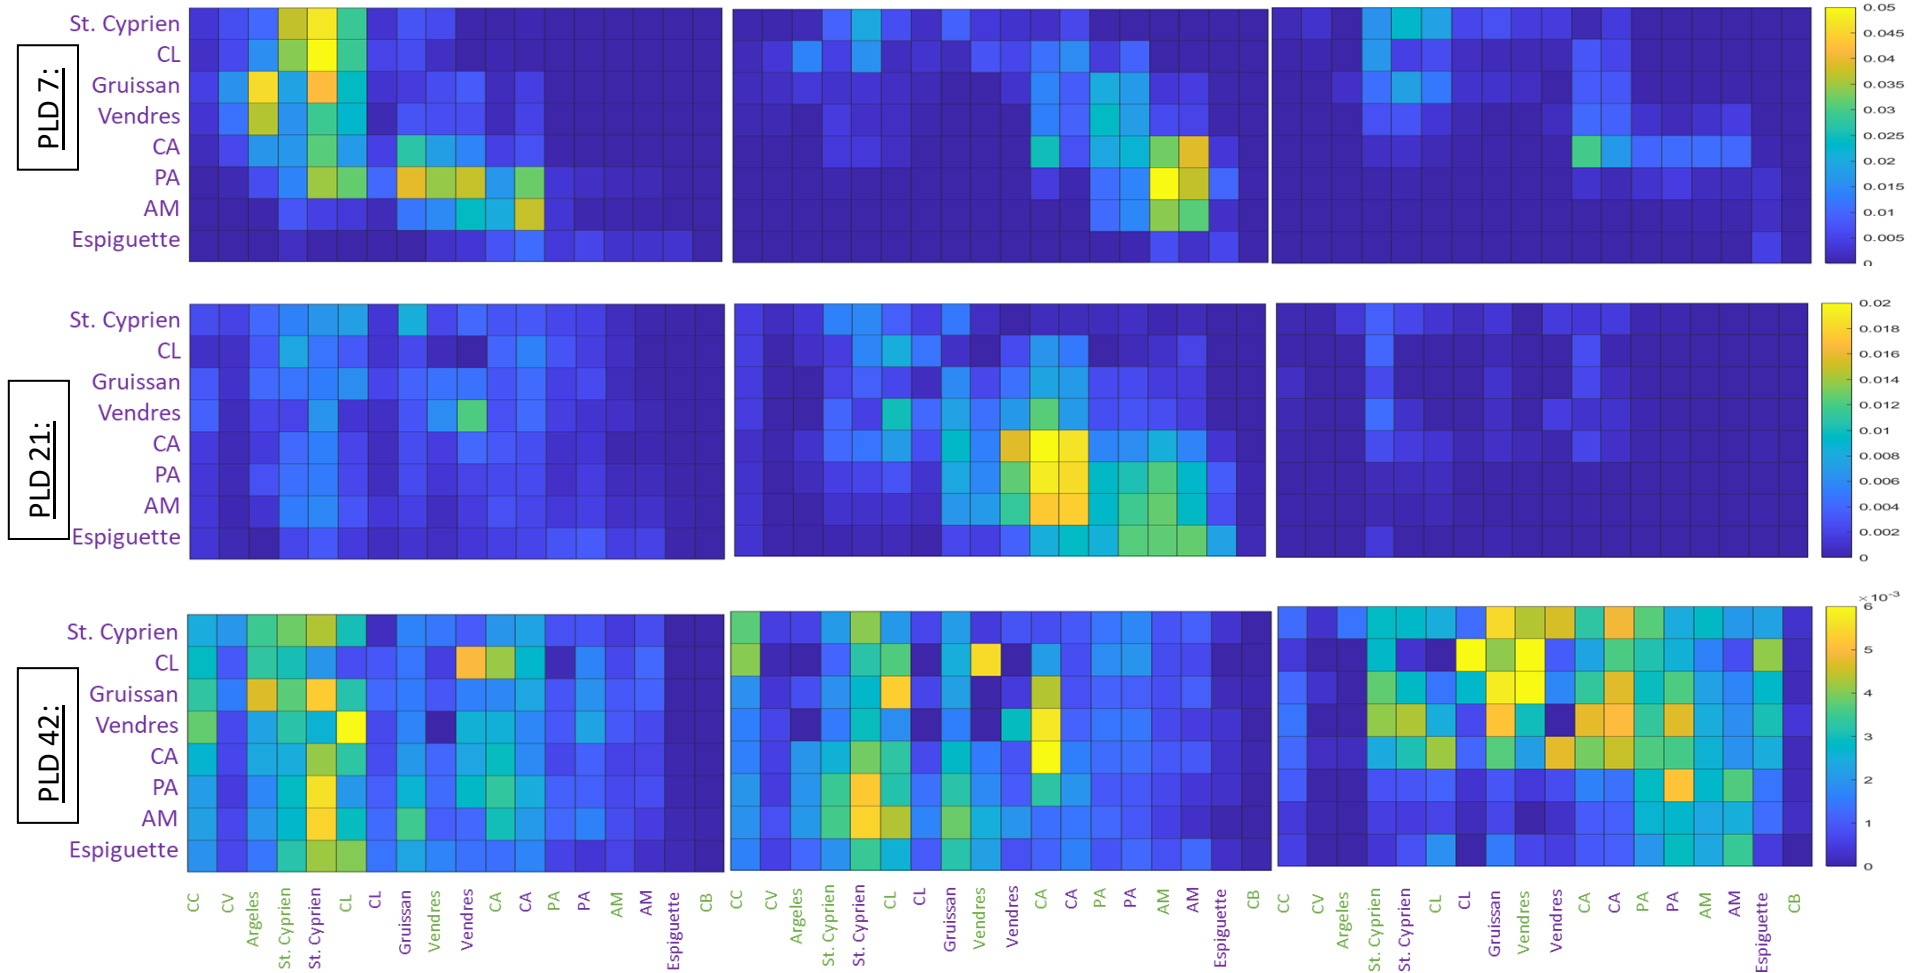 PLD 7:
St. Cyprien
CL
Gruissan
Vendres
CA
PA
AM
Espiguette
0.05
0.045
0.04
0.035
0.03
0.025
0.02
0.015
0.01
0.005
0
PLD 21:
St. Cyprien
CL
Gruissan
Vendres
CA
PA
AM
Espiguette
0.02
0.018
0.016
0.014
0.012
0.01
0.008
0.006
0.004
0.002
0
PLD 42:
St. Cyprien
CL
Gruissan
Vendres
CA
PA
AM
Espiguette
×10⁻³
6
5
4
3
2
1
0
CC
CV
Argeles
St. Cyprien
St. Cyprien
CL
CL
Gruissan
Vendres
Vendres
CA
CA
PA
PA
AM
AM
Espiguette
CB
CC
CV
Argeles
St. Cyprien
St. Cyprien
CL
CL
Gruissan
Vendres
Vendres
CA
CA
PA
PA
AM
AM
Espiguette
CB
CC
CV
Argeles
St. Cyprien
St. Cyprien
CL
CL
Gruissan
Vendres
Vendres
CA
CA
PA
PA
AM
AM
Espiguette
CB